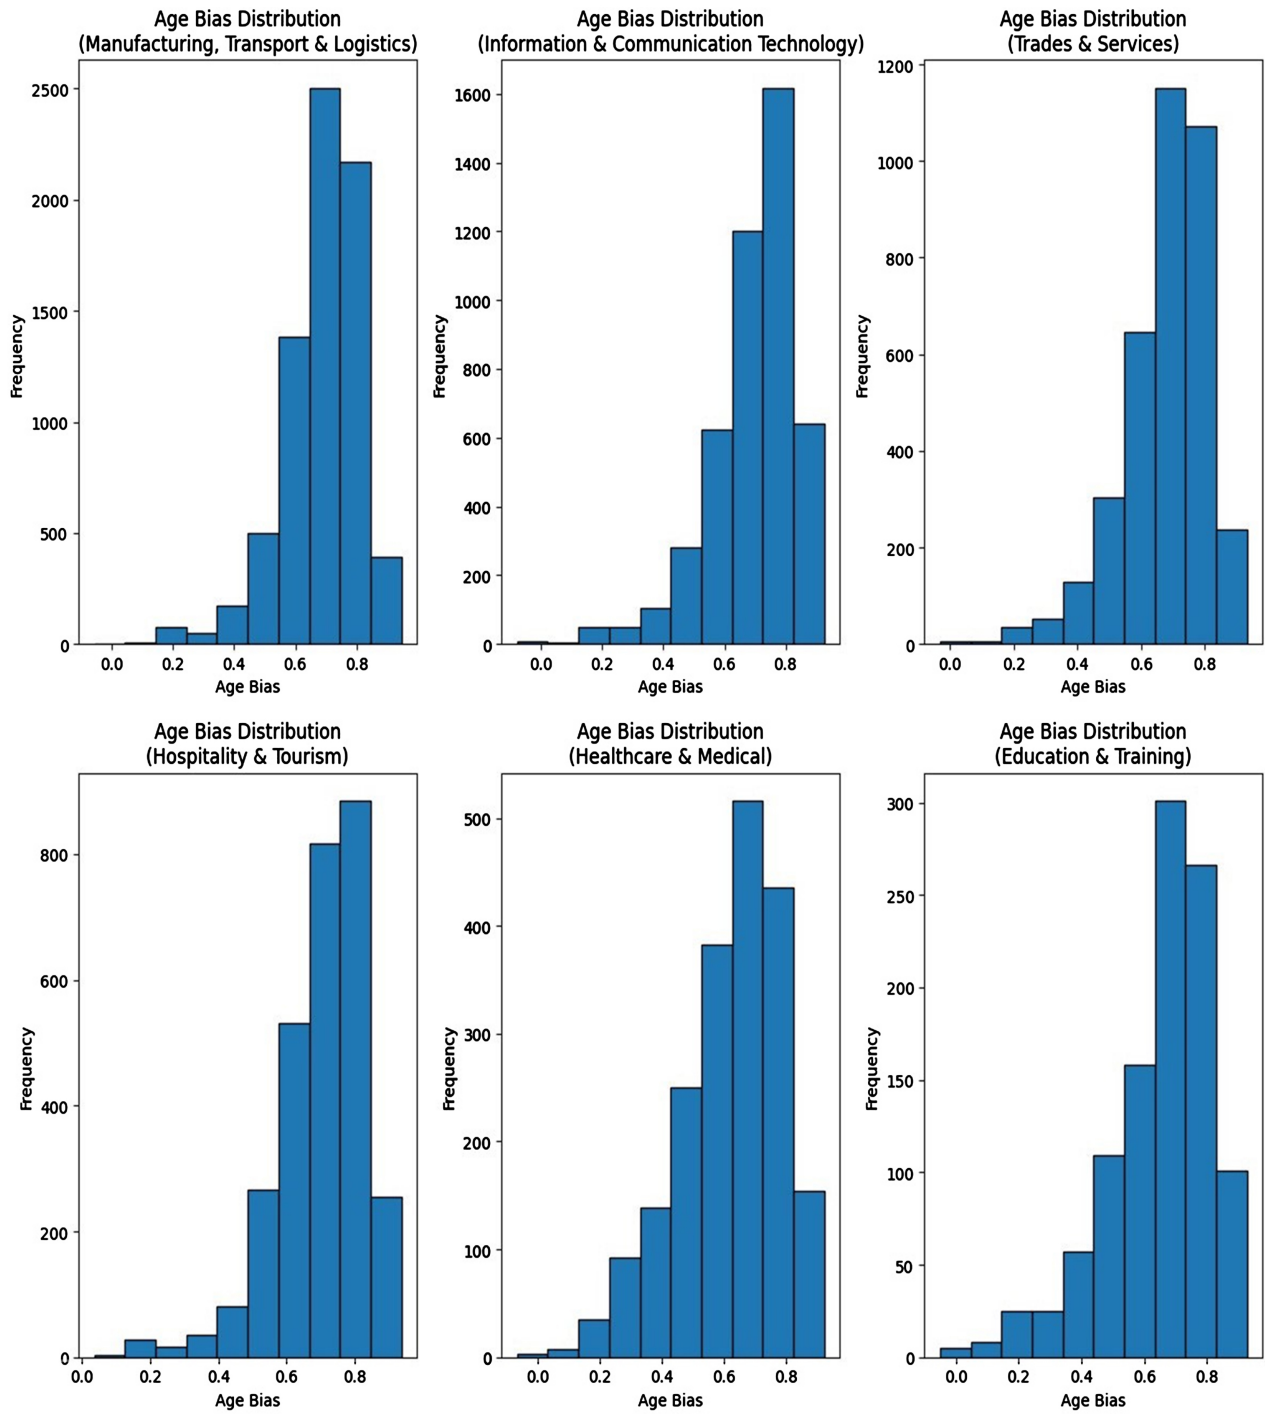 Age Bias Distribution
(Manufacturing, Transport & Logistics)
Frequency
2500
2000
1500
1000
500
0
0.0 0.2 0.4 0.6 0.8
Age Bias
Age Bias Distribution
(Information & Communication Technology)
Frequency
1600
1400
1200
1000
800
600
400
200
0
0.0 0.2 0.4 0.6 0.8
Age Bias
Age Bias Distribution
(Trades & Services)
Frequency
1200
1000
800
600
400
200
0
0.0 0.2 0.4 0.6 0.8
Age Bias
Age Bias Distribution
(Hospitality & Tourism)
Frequency
800
600
400
200
0
0.0 0.2 0.4 0.6 0.8
Age Bias
Age Bias Distribution
(Healthcare & Medical)
Frequency
500
400
300
200
100
0
0.0 0.2 0.4 0.6 0.8
Age Bias
Age Bias Distribution
(Education & Training)
Frequency
300
250
200
150
100
50
0
0.0 0.2 0.4 0.6 0.8
Age Bias